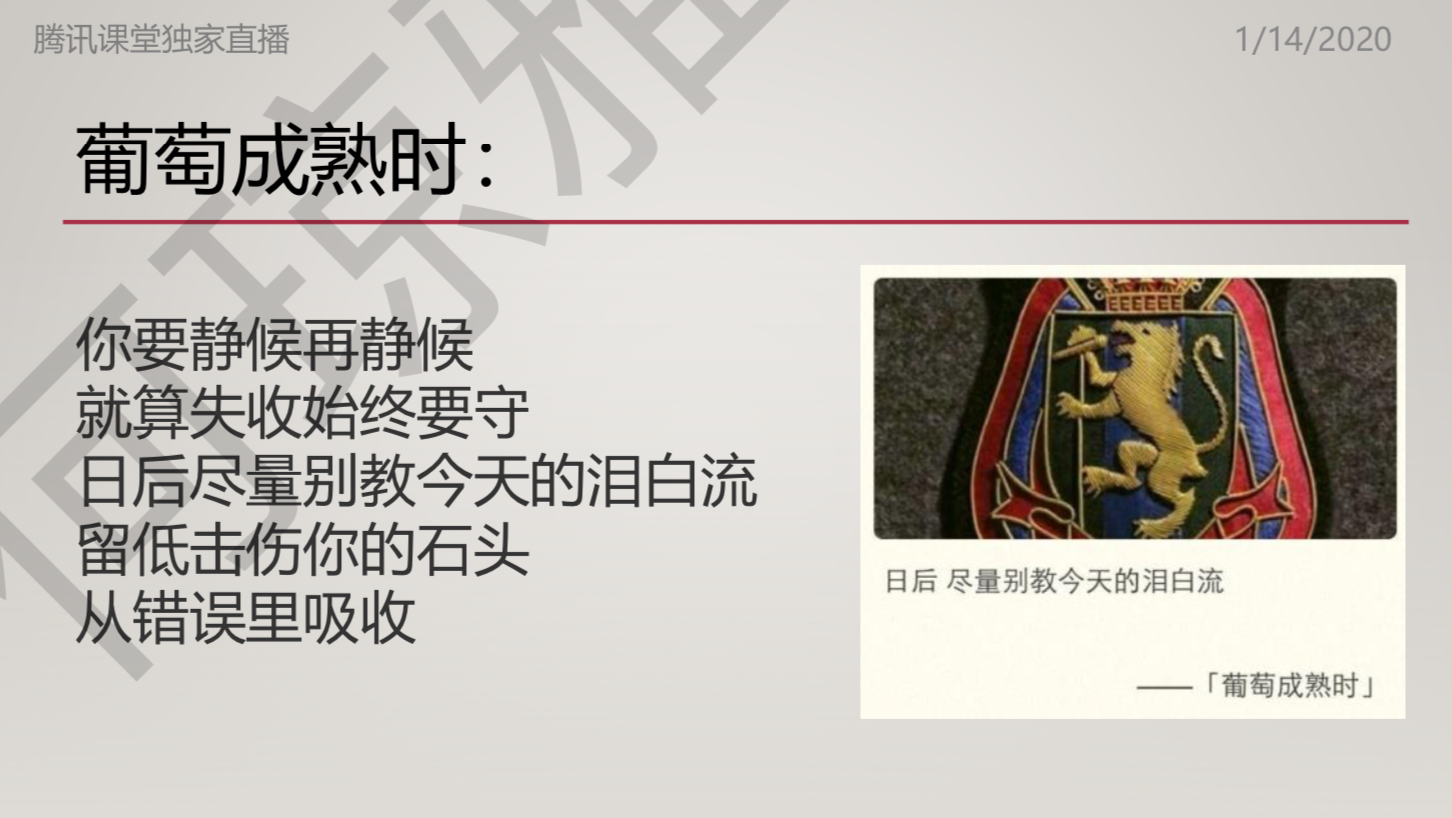 腾讯课堂独家直播
1/14/2020
葡萄成熟时：
你要静候再静候
就算失收始终要守
日后尽量别教今天的泪白流
留低击伤你的石头
从错误里吸收
日后 尽量别教今天的泪白流
——「葡萄成熟时」
何琼雅